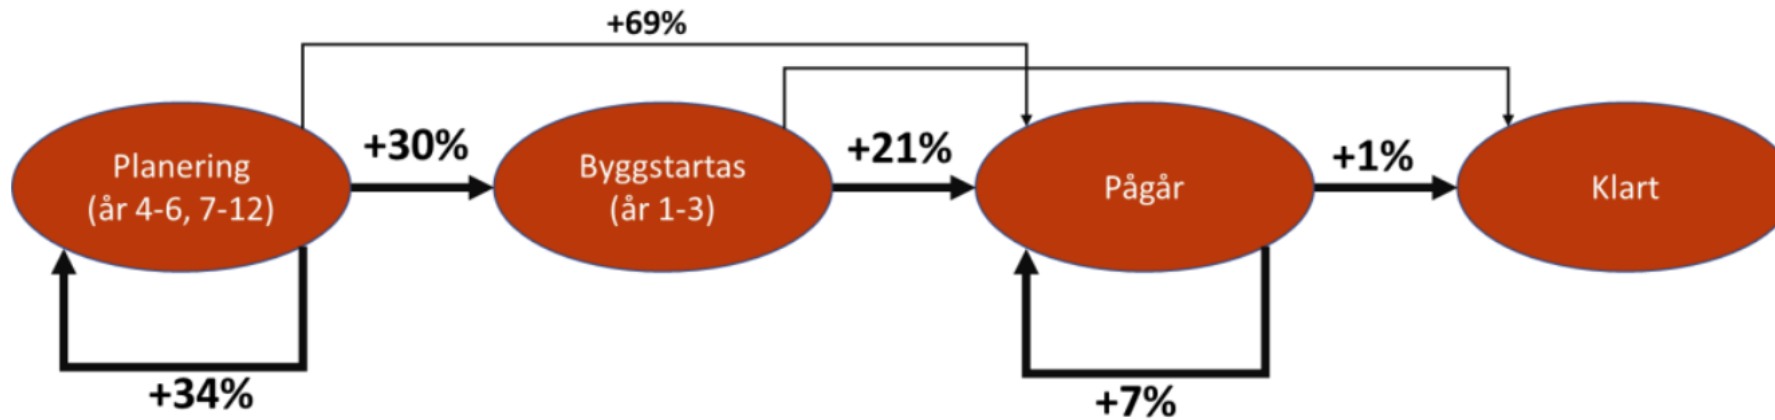 +69%
+30%
+21%
+1%
Planering
(år 4-6, 7-12)
Byggstartas
(år 1-3)
Pågår
Klart
+34%
+7%